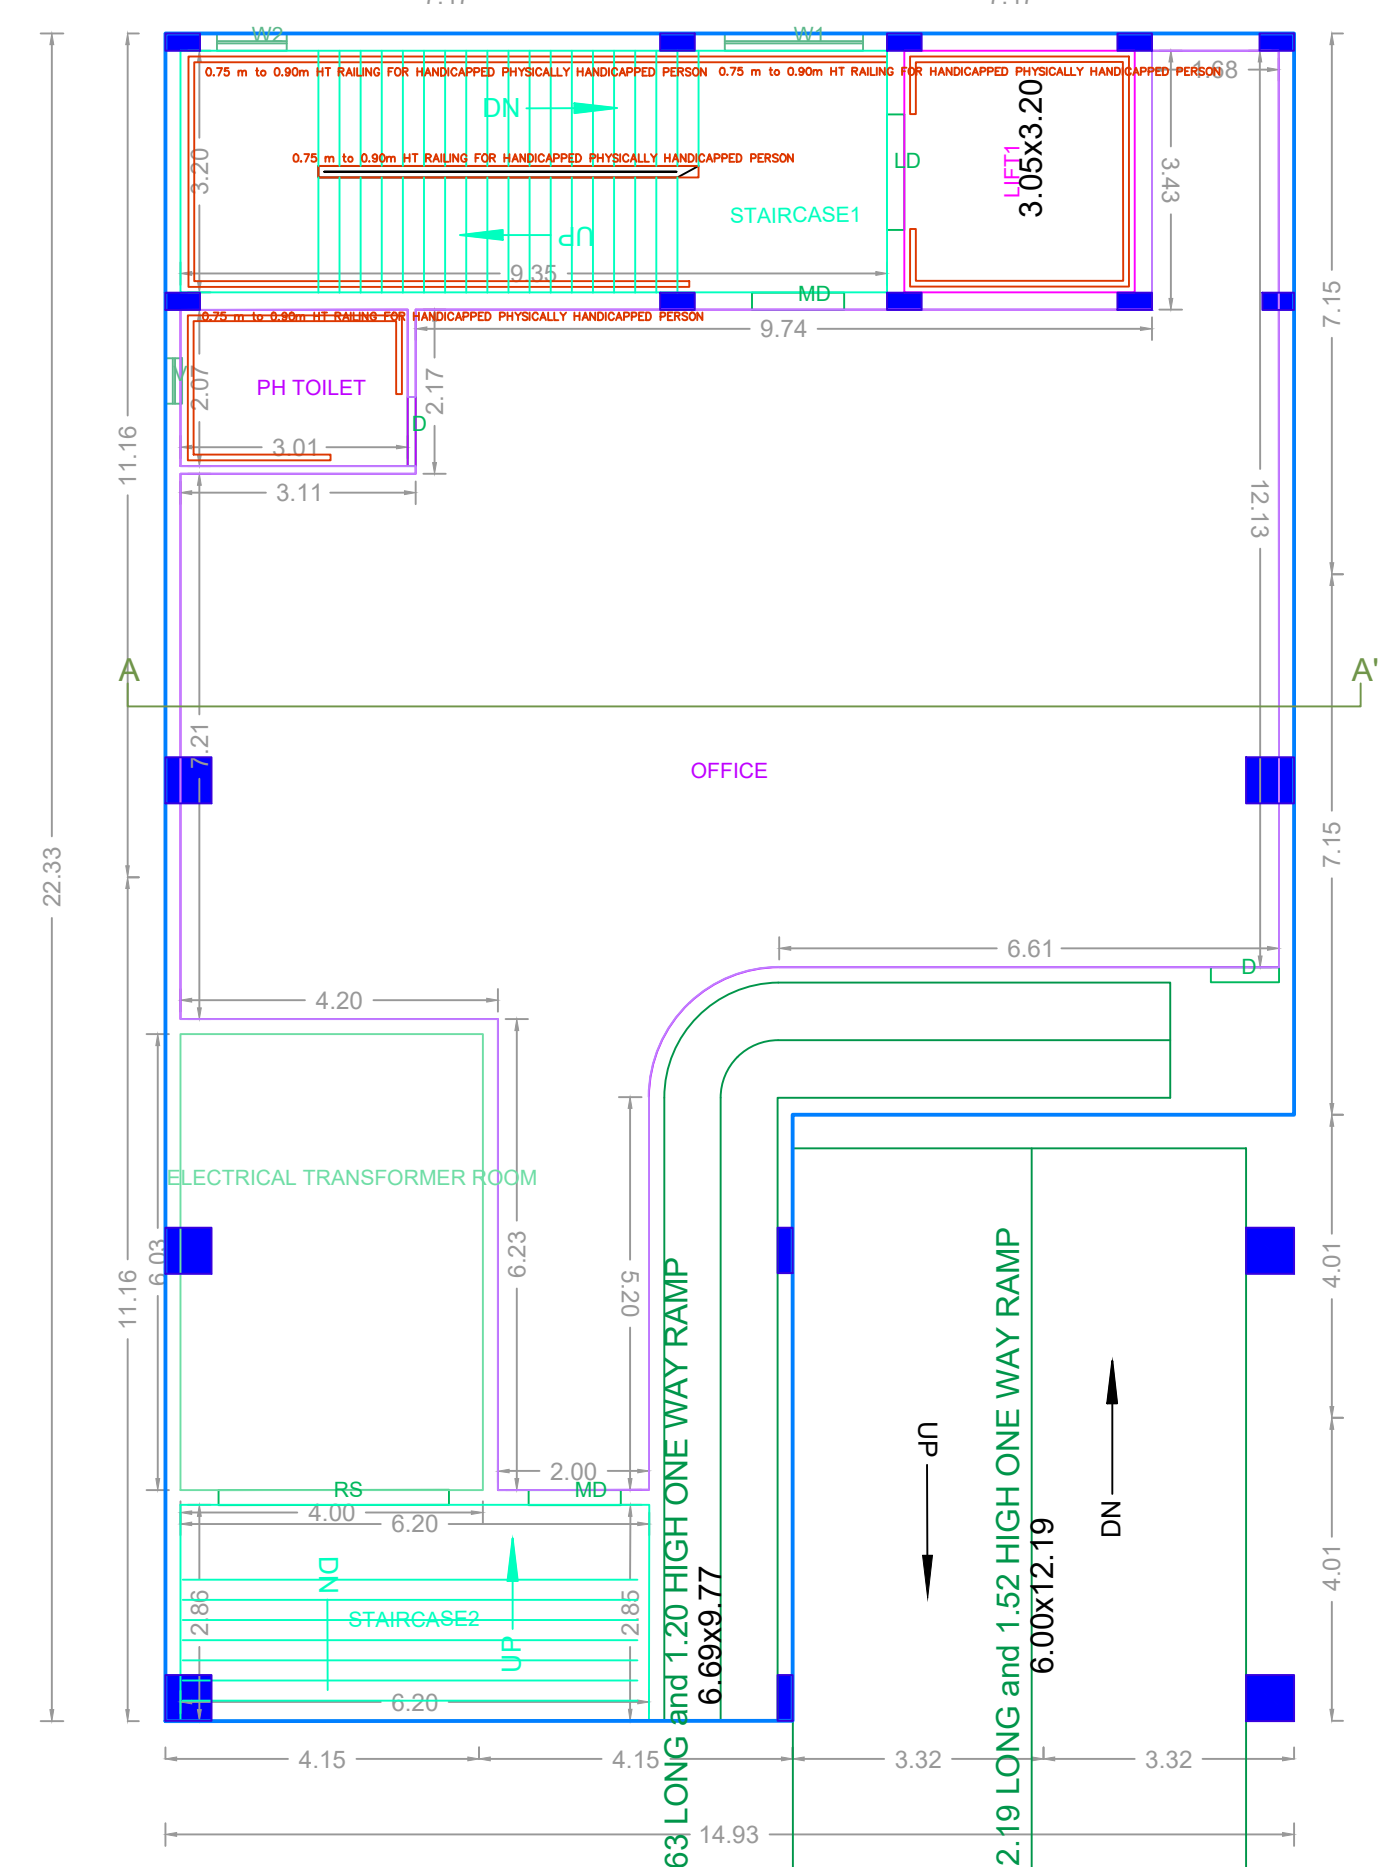 7.47
7.47
W2
W1
0.75 m to 0.90m HT RAILING FOR HANDICAPPED PHYSICALLY HANDICAPPED PERSON
0.75 m to 0.90m HT RAILING FOR HANDICAPPED PHYSICALLY HANDICAPPED PERSON
1.68
DN
0.75 m to 0.90m HT RAILING FOR HANDICAPPED PHYSICALLY HANDICAPPED PERSON
3.20
LD
LIFT1
3.05x3.20
3.43
STAIRCASE1
UP
9.35
MD
7.15
0.75 m to 0.90m HT RAILING FOR HANDICAPPED PHYSICALLY HANDICAPPED PERSON
9.74
V
2.07
PH TOILET
2.17
D
3.01
3.11
11.16
12.13
A
A'
7.21
OFFICE
22.33
7.15
6.61
D
4.20
ELECTRICAL TRANSFORMER ROOM
6.03
6.23
5.20
11.16
4.01
63 LONG and 1.20 HIGH ONE WAY RAMP
6.69x9.77
2.19 LONG and 1.52 HIGH ONE WAY RAMP
6.00x12.19
UP
DN
2.00
RS
MD
4.00
6.20
DN
2.86
STAIRCASE2
UP
2.85
4.01
6.20
4.15
4.15
3.32
3.32
14.93